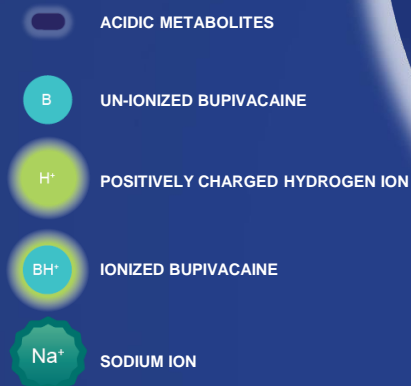 ACIDIC METABOLITES
B UN-IONIZED BUPIVACAINE
H⁺ POSITIVELY CHARGED HYDROGEN ION
BH⁺ IONIZED BUPIVACAINE
Na⁺ SODIUM ION